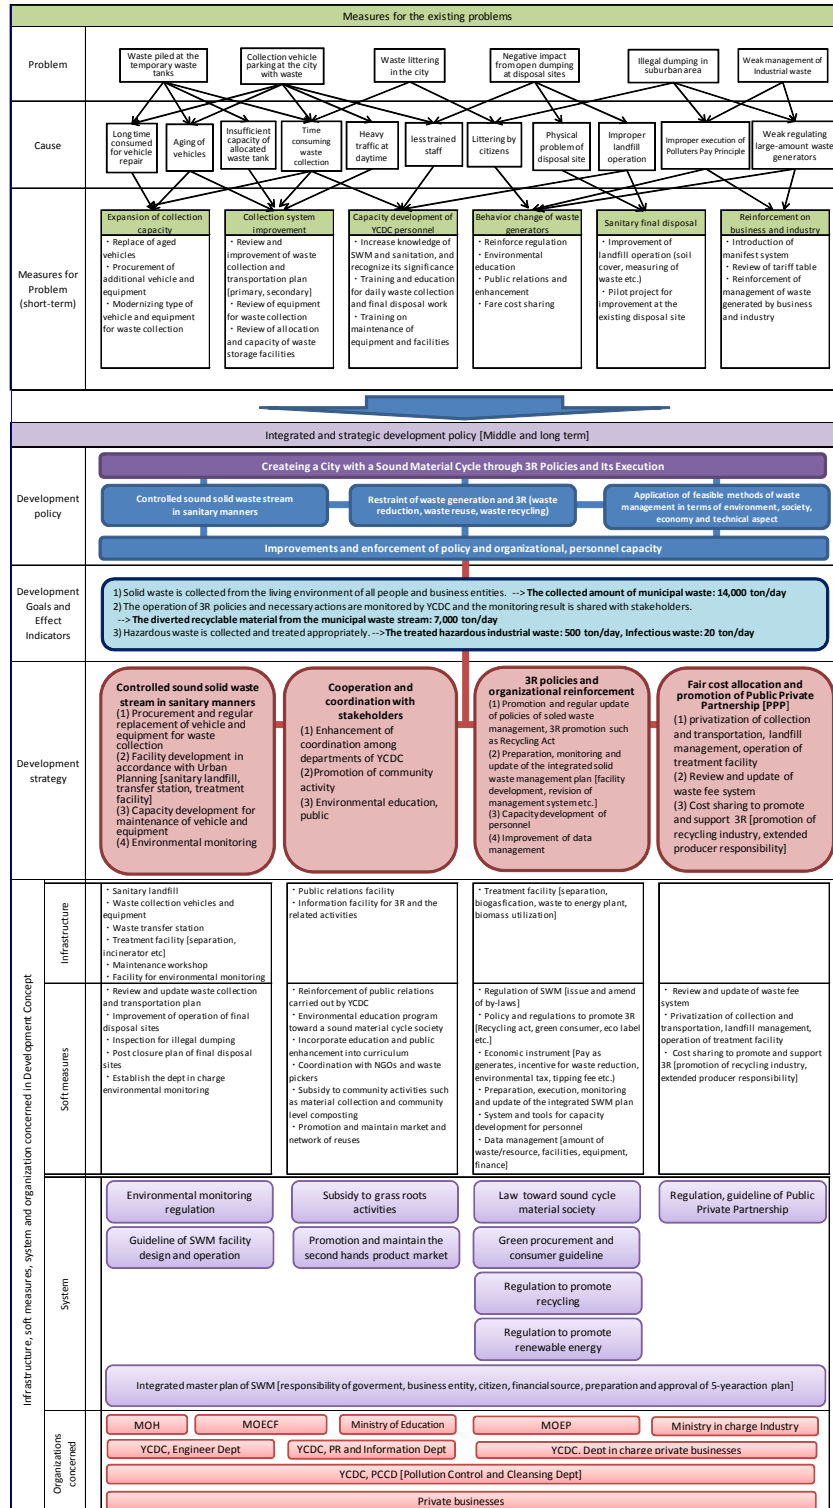 Measures for the existing problems
Problem
Waste piled at the
temporary waste
tanks
Collection vehicle
parking at the city
with waste
Waste littering
in the city
Negative impact
from open dumping
at disposal sites
Illegal dumping in
suburban area
Weak management of
Industrial waste
Cause
Long time
consumed
for vehicle
repair
Aging of
vehicles
Insufficient
capacity of
allocated
waste tank
Time
consuming
waste
collection
Heavy
traffic at
daytime
less trained
staff
Littering by
citizens
Physical
problem of
disposal site
Improper
landfill
operation
Improper execution of
Polluters Pay Principle
Weak regulating
large-amount waste
generators
Measures for
Problem
(short-term)
Expansion of collection
capacity
・Replace of aged
vehicles
・Procurement of
additional vehicle and
equipment
・Modernizing type of
vehicle and equipment
for waste collection
Collection system
improvement
・Review and
improvement of waste
collection and
transportation plan
[primary, secondary]
・Review of equipment
for waste collection
・Review of allocation
and capacity of waste
storage facilities
Capacity development of
YCDC personnel
・Increase knowledge of
SWM and sanitation, and
recognize its significance
・Training and education
for daily waste collection
and final disposal work
・Training on
maintenance of
equipment and facilities
Behavior change of waste
generators
・Reinforce regulation
・Environmental
education
・Public relations and
enhancement
・Fare cost sharing
Sanitary final disposal
・Improvement of
landfill operation (soil
cover, measuring of
waste etc.)
・Pilot project for
improvement at the
existing disposal site
Reinforcement on
business and industry
・Introduction of
manifest system
・Review of tariff table
・Reinforcement of
management of waste
generated by business
and industry
Integrated and strategic development policy [Middle and long term]
Development
policy
Createing a City with a Sound Material Cycle through 3R Policies and Its Execution
Controlled sound solid waste stream
in sanitary manners
Restraint of waste generation and 3R (waste
reduction, waste reuse, waste recycling)
Application of feasible methods of waste
management in terms of environment, society,
economy and technical aspect
Improvements and enforcement of policy and organizational, personnel capacity
Development
Goals and
Effect
Indicators
1) Solid waste is collected from the living environment of all people and business entities. --> The collected amount of municipal waste: 14,000 ton/day
2) The operation of 3R policies and necessary actions are monitored by YCDC and the monitoring result is shared with stakeholders.
--> The diverted recyclable material from the municipal waste stream: 7,000 ton/day
3) Hazardous waste is collected and treated appropriately. -->The treated hazardous industrial waste: 500 ton/day, Infectious waste: 20 ton/day
Development
strategy
Controlled sound solid waste
stream in sanitary manners
(1) Procurement and regular
replacement of vehicle and
equipment for waste
collection
(2) Facility development in
accordance with Urban
Planning [sanitary landfill,
transfer station, treatment
facility]
(3) Capacity development for
maintenance of vehicle and
equipment
(4) Environmental monitoring
Cooperation and
coordination with
stakeholders
(1) Enhancement of
coordination among
departments of YCDC
(2)Promotion of community
activity
(3) Environmental education,
public
3R policies and
organizational reinforcement
(1) Promotion and regular
update of policies of soled waste
management, 3R promotion such
as Recycling Act
(2) Preparation, monitoring and
update of the integrated solid
waste management plan [facility
development, revision of
management system etc.]
(3) Capacity development of
personnel
(4) Improvement of data
management
Fair cost allocation and
promotion of Public Private
Partnership [PPP]
(1) privatization of collection
and transportation, landfill
management, operation of
treatment facility
(2) Review and update of
waste fee system
(3) Cost sharing to promote
and support 3R [promotion of
recycling industry, extended
producer responsibility]
Infrastructure, soft measures, system and organization concerned in Development Concept
Infrastructure
・Sanitary landfill
・Waste collection vehicles and
equipment
・Waste transfer station
・Treatment facility [separation,
incinerator etc]
・Maintenance workshop
・Facility for environmental monitoring
・Public relations facility
・Information facility for 3R and the
related activities
・Treatment facility [separation,
biogasfication, waste to energy plant,
biomass utilization]
Soft measures
・Review and update waste collection
and transportation plan
・Improvement of operation of final
disposal sites
・Inspection for illegal dumping
・Post closure plan of final disposal
sites
・Establish the dept in charge
environmental monitoring
・Reinforcement of public relations
carried out by YCDC
・Environmental education program
toward a sound material cycle society
・Incorporate education and public
enhancement into curriculum
・Coordination with NGOs and waste
pickers
・Subsidy to community activities such
as material collection and community
level composting
・Promotion and maintain market and
network of reuses
・Regulation of SWM [issue and amend
of by-laws]
・Policy and regulations to promote 3R
[Recycling act, green consumer, eco label
etc.]
・Economic instrument [Pay as
generates, incentive for waste reduction,
environmental tax, tipping fee etc.)
・Preparation, execution, monitoring
and update of the integrated SWM plan
・System and tools for capacity
development for personnel
・Data management [amount of
waste/resource, facilities, equipment,
finance]
・Review and update of waste fee
system
・Privatization of collection and
transportation, landfill management,
operation of treatment facility
・Cost sharing to promote and support
3R [promotion of recycling industry,
extended producer responsibility]
System
Environmental monitoring
regulation
Subsidy to grass roots
activities
Law toward sound cycle
material society
Regulation, guideline of Public
Private Partnership
Guideline of SWM facility
design and operation
Promotion and maintain the
second hands product market
Green procurement and
consumer guideline
Regulation to promote
recycling
Regulation to promote
renewable energy
Integrated master plan of SWM [responsibility of goverment, business entity, citizen, financial source, preparation and approval of 5-yearaction plan]
Organizations
concerned
MOH
MOECF
Ministry of Education
MOEP
Ministry in charge Industry
YCDC, Engineer Dept
YCDC, PR and Information Dept
YCDC. Dept in charge private businesses
YCDC, PCCD [Pollution Control and Cleansing Dept]
Private businesses